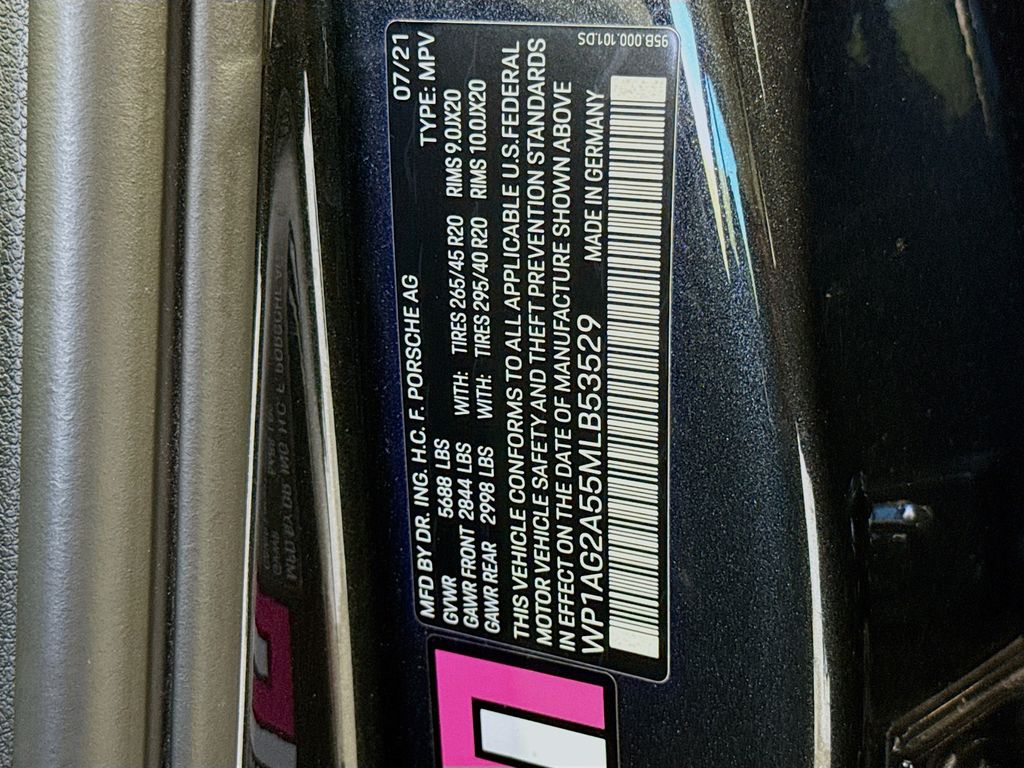 MFD BY DR. ING. H.C. F. PORSCHE AG 07/21
GVWR 5688 LBS TYPE: MPV
GAWR FRONT 2844 LBS WITH: TIRES 265/45 R20 RIMS 9.0JX20
GAWR REAR 2998 LBS WITH: TIRES 295/40 R20 RIMS 10.0JX20
THIS VEHICLE CONFORMS TO ALL APPLICABLE U.S.FEDERAL
MOTOR VEHICLE SAFETY AND THEFT PREVENTION STANDARDS
IN EFFECT ON THE DATE OF MANUFACTURE SHOWN ABOVE
WP1AG2A55MLB53529 MADE IN GERMANY
95B.000.101.DS